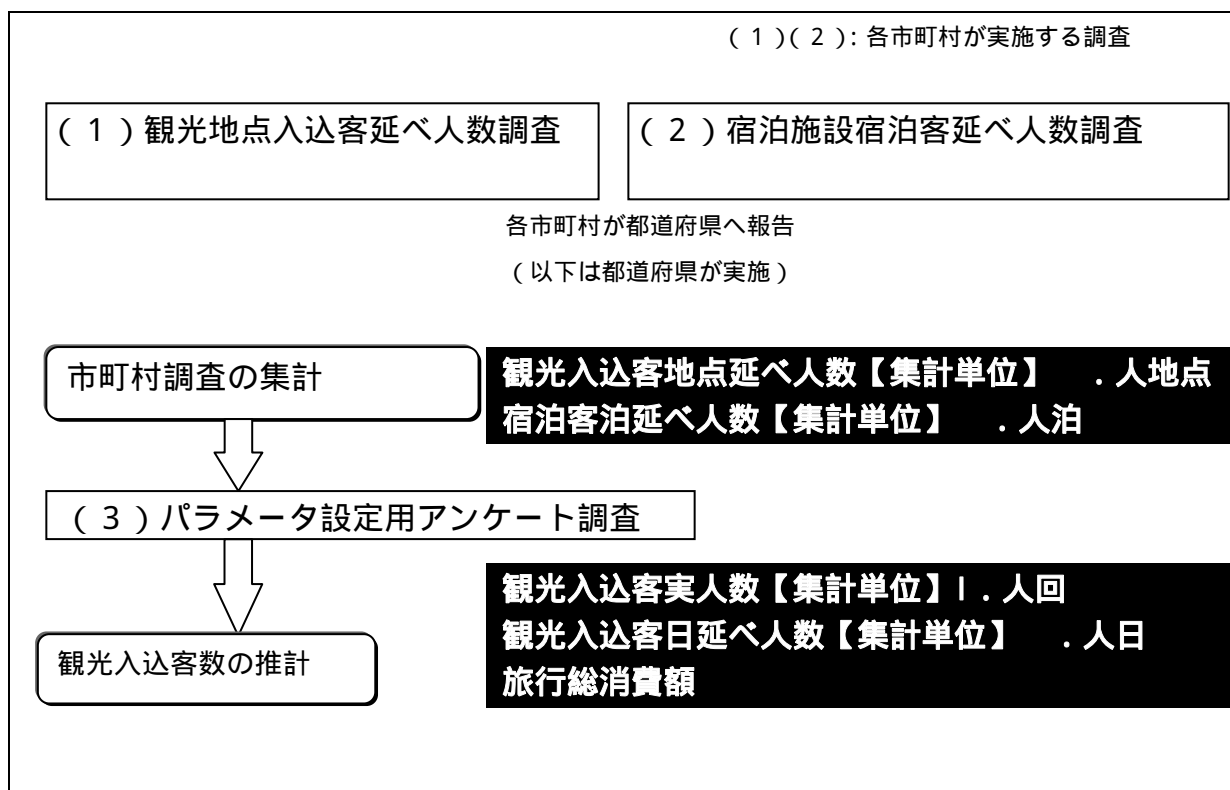 （１）（２）：各市町村が実施する調査
（１）観光地点入込客延べ人数調査
（２）宿泊施設宿泊客延べ人数調査
各市町村が都道府県へ報告
（以下は都道府県が実施）
市町村調査の集計
観光入込客地点延べ人数【集計単位】　．人地点
宿泊客泊延べ人数【集計単位】　．人泊
（３）パラメータ設定用アンケート調査
観光入込客実人数【集計単位】Ⅰ．人回
観光入込客日延べ人数【集計単位】　．人日
旅行総消費額
観光入込客数の推計